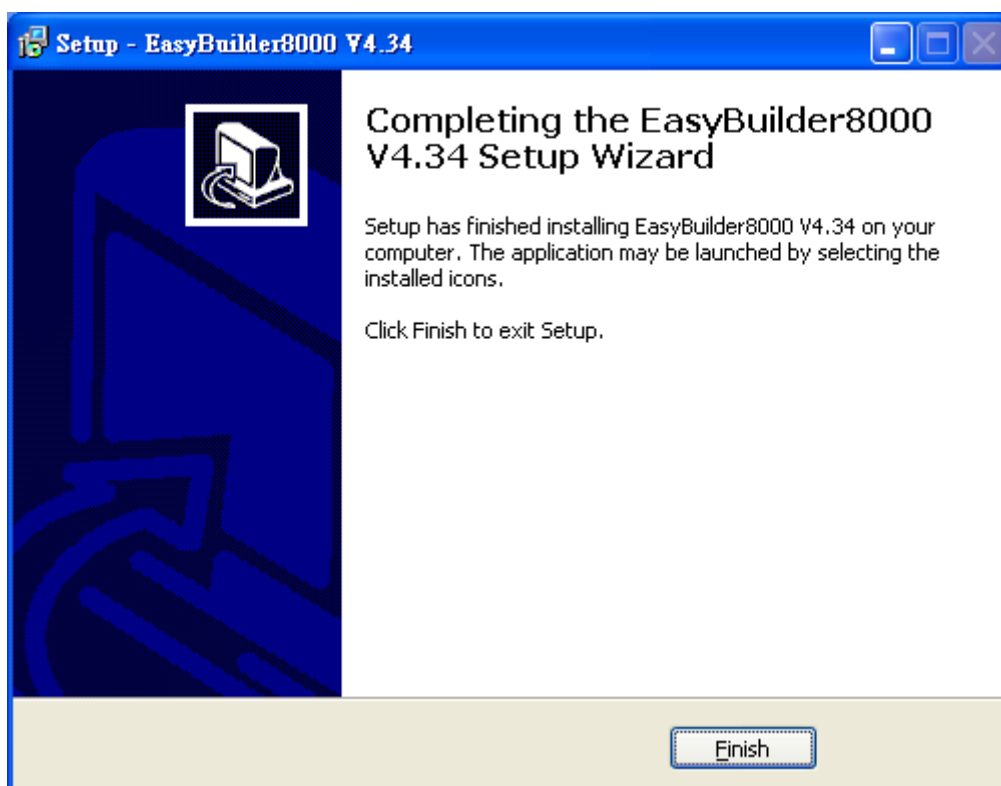 Setup - EasyBuilder8000 V4.34
Completing the EasyBuilder8000
V4.34 Setup Wizard
Setup has finished installing EasyBuilder8000 V4.34 on your
computer. The application may be launched by selecting the
installed icons.
Click Finish to exit Setup.
Finish